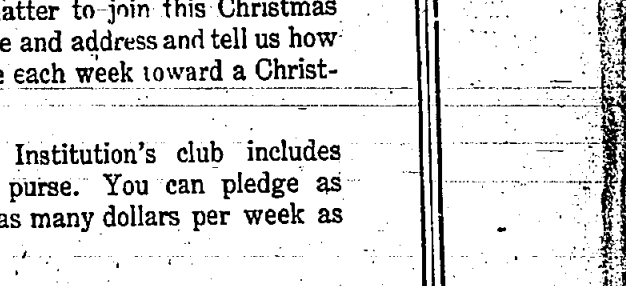 atter to join this Christmas
e and address and tell us how
e each week toward a Christ-
Institution's club includes
purse. You can pledge as
as many dollars per week as